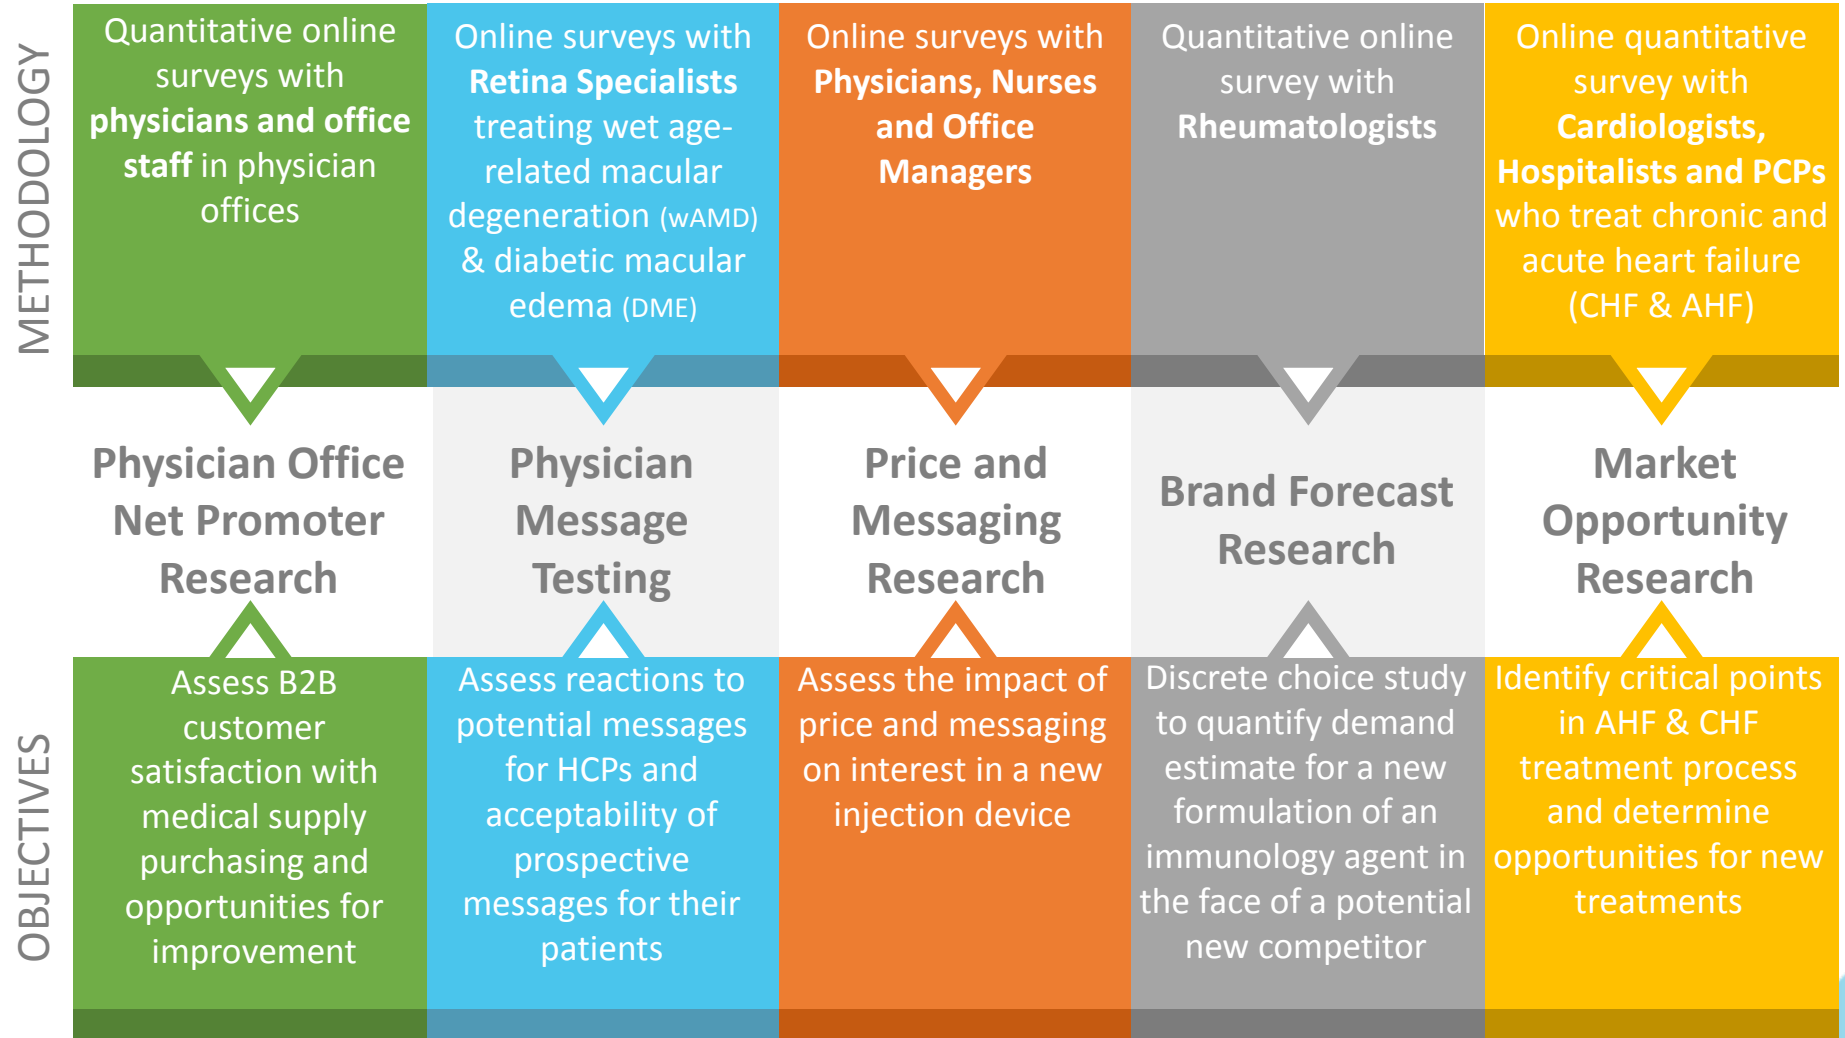 METHODOLOGY
Quantitative online
surveys with
physicians and office
staff in physician
offices
Online surveys with
Retina Specialists
treating wet age-
related macular
degeneration (wAMD)
& diabetic macular
edema (DME)
Online surveys with
Physicians, Nurses
and Office
Managers
Quantitative online
survey with
Rheumatologists
Online quantitative
survey with
Cardiologists,
Hospitalists and PCPs
who treat chronic and
acute heart failure
(CHF & AHF)
Physician Office
Net Promoter
Research
Physician
Message
Testing
Price and
Messaging
Research
Brand Forecast
Research
Market
Opportunity
Research
OBJECTIVES
Assess B2B
customer
satisfaction with
medical supply
purchasing and
opportunities for
improvement
Assess reactions to
potential messages
for HCPs and
acceptability of
prospective
messages for their
patients
Assess the impact of
price and messaging
on interest in a new
injection device
Discrete choice study
to quantify demand
estimate for a new
formulation of an
immunology agent in
the face of a potential
new competitor
Identify critical points
in AHF & CHF
treatment process
and determine
opportunities for new
treatments